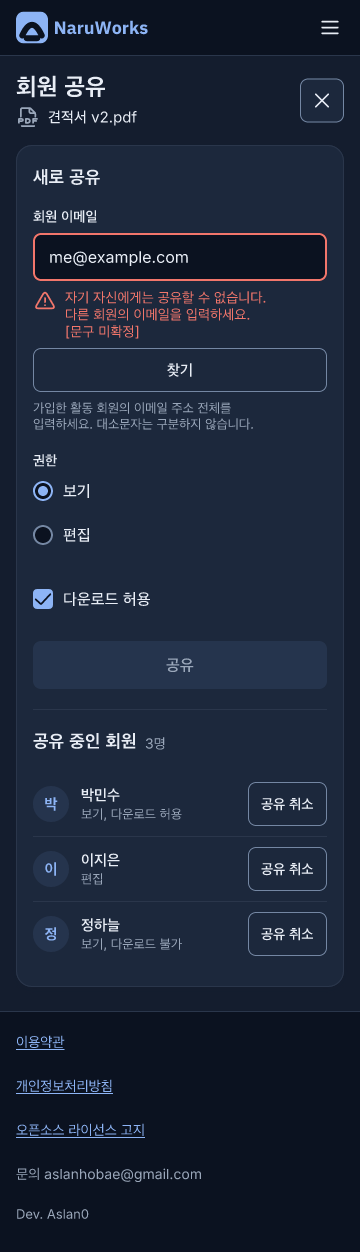 NaruWorks
회원 공유
PDF
견적서 v2.pdf
새로 공유
회원 이메일
me@example.com
자기 자신에게는 공유할 수 없습니다.
다른 회원의 이메일을 입력하세요.
[문구 미확정]
찾기
가입한 활동 회원의 이메일 주소 전체를
입력하세요. 대소문자는 구분하지 않습니다.
권한
보기
편집
다운로드 허용
공유
공유 중인 회원 3명
박
박민수
보기, 다운로드 허용
공유 취소
이
이지은
편집
공유 취소
정
정하늘
보기, 다운로드 불가
공유 취소
이용약관
개인정보처리방침
오픈소스 라이선스 고지
문의 aslanhobae@gmail.com
Dev. Aslan0